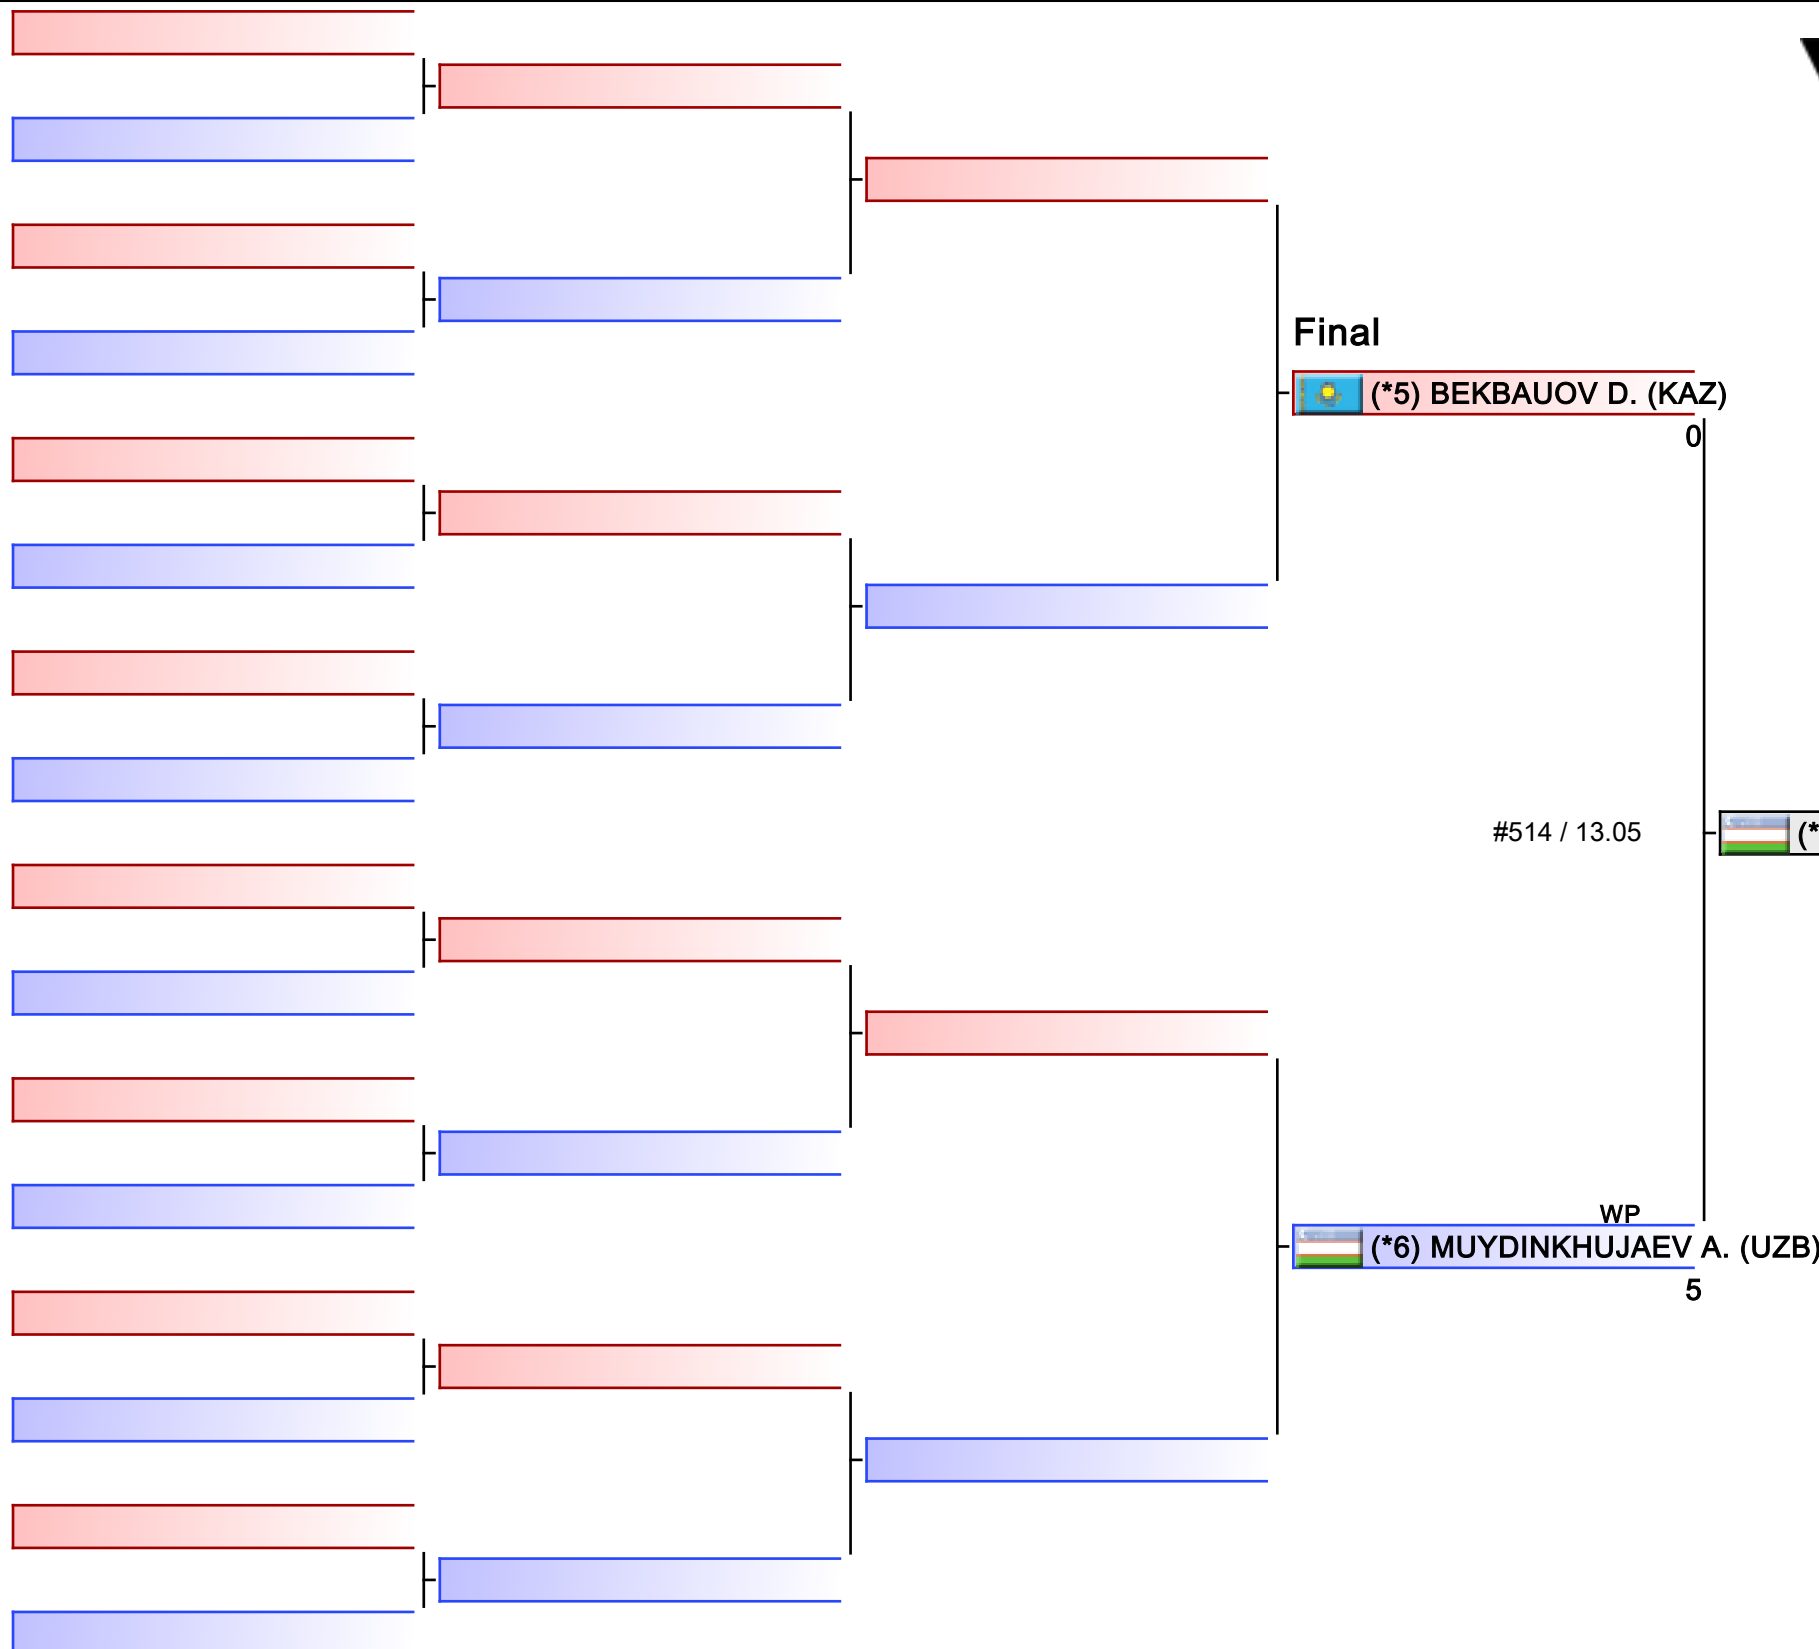 Final
(*5) BEKBAUOV D. (KAZ)
0
#514 / 13.05
(*
WP
(*6) MUYDINKHUJAEV A. (UZB)
5